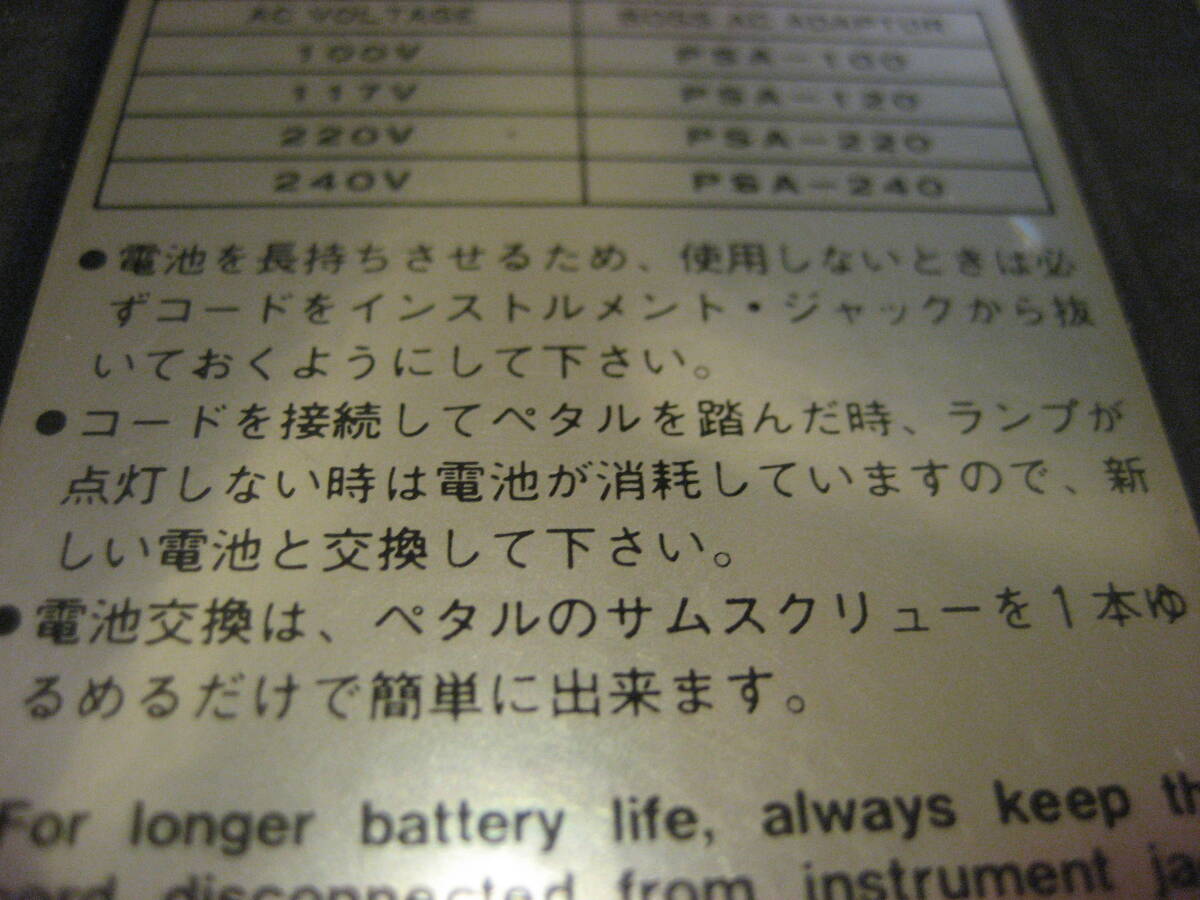 AC VOLTAGE BOSS AC ADAPTOR
100V PSA-100
117V PSA-120
220V PSA-220
240V PSA-240
●電池を長持ちさせるため、使用しないときは必
ずコードをインストルメント・ジャックから抜
いておくようにして下さい。
●コードを接続してペタルを踏んだ時、ランプが
点灯しない時は電池が消耗していますので、新
しい電池と交換して下さい。
●電池交換は、ペタルのサムスクリューを1本ゆ
るめるだけで簡単に出来ます。
For longer battery life, always keep th
cord disconnected from instrument ja